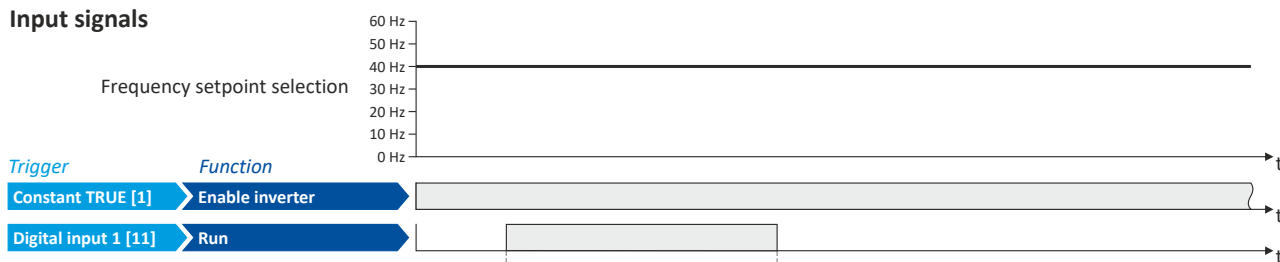 Input signals
60 Hz
50 Hz
40 Hz
Frequency setpoint selection
30 Hz
20 Hz
10 Hz
0 Hz
t
Trigger Function
Constant TRUE [1] Enable inverter
t
Digital input 1 [11] Run
t